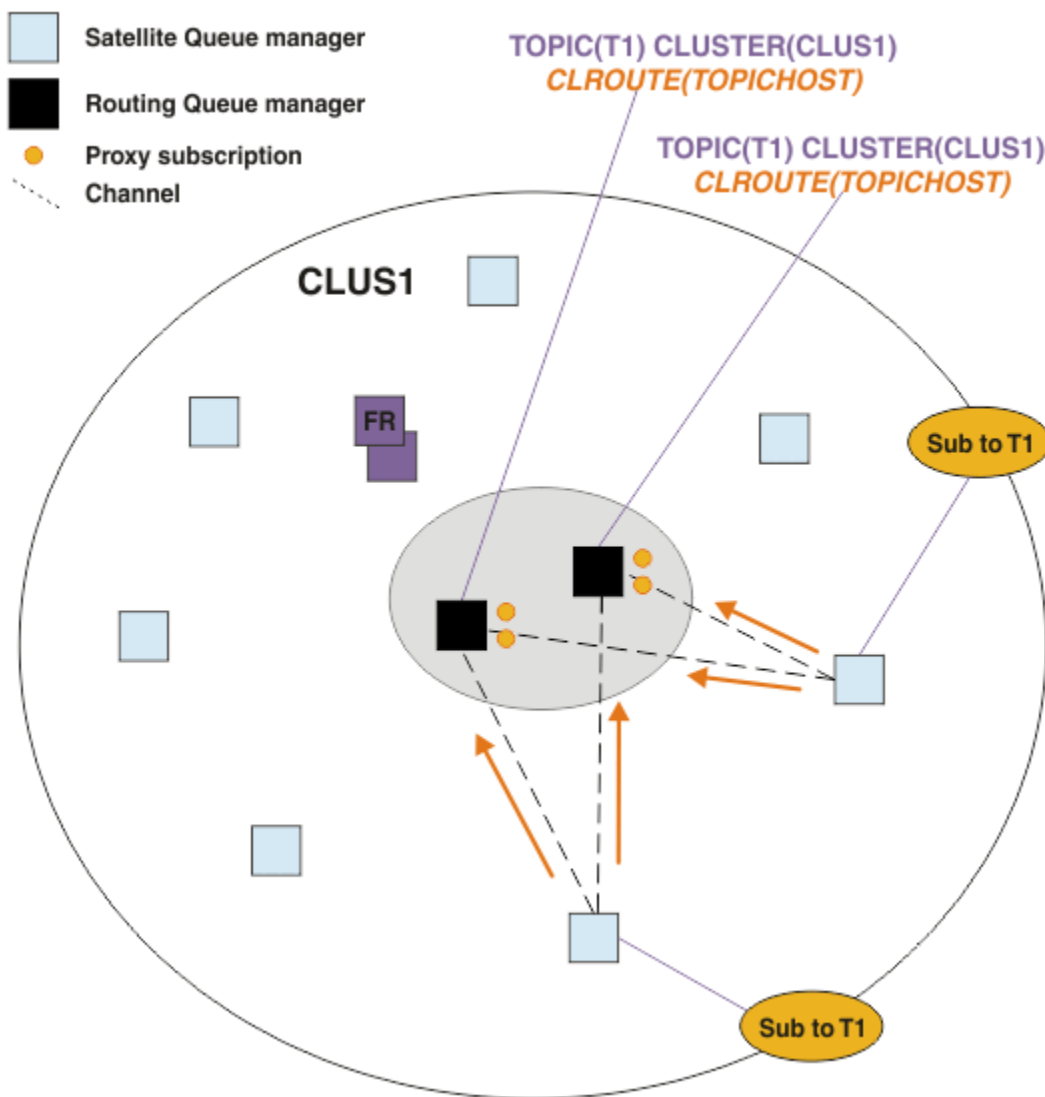 Satellite Queue manager
Routing Queue manager
Proxy subscription
Channel
TOPIC(T1) CLUSTER(CLUS1)
CLROUTE(TOPICHOST)
TOPIC(T1) CLUSTER(CLUS1)
CLROUTE(TOPICHOST)
CLUS1
FR
Sub to T1
Sub to T1